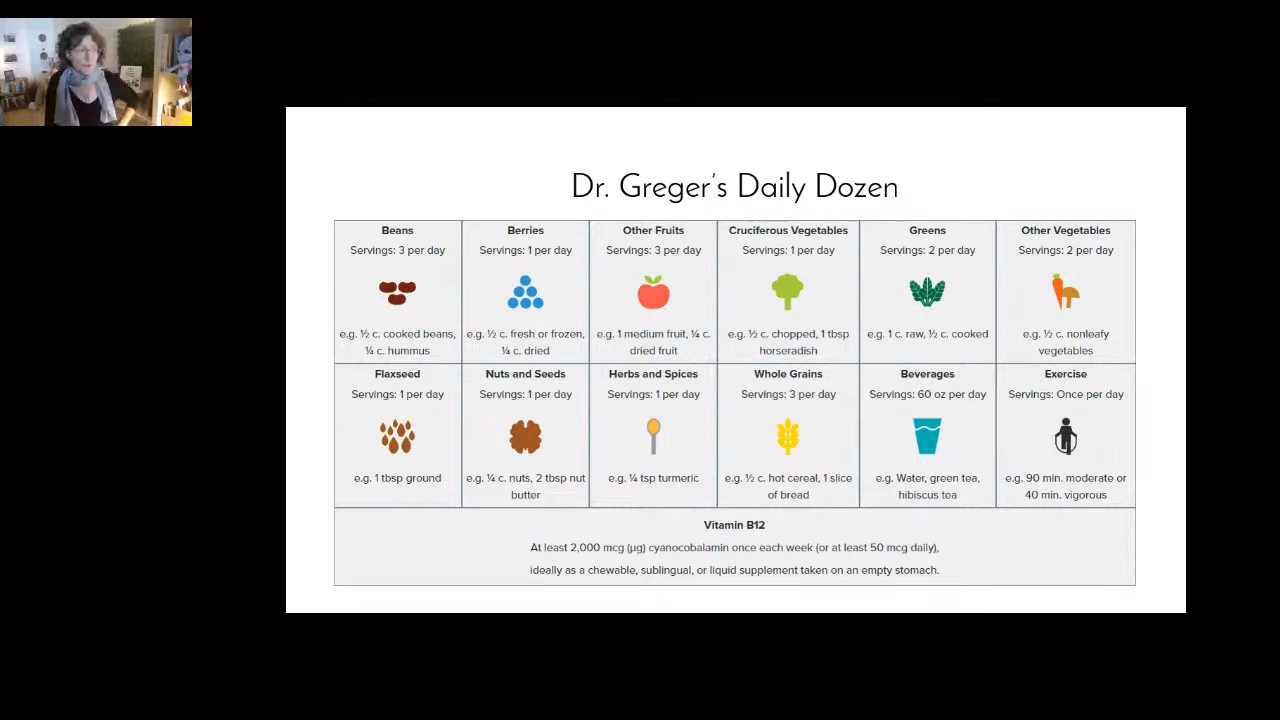 Dr. Greger's Daily Dozen
Beans
Servings: 3 per day
e.g. ½ c. cooked beans,
¼ c. hummus
Berries
Servings: 1 per day
e.g. ½ c. fresh or frozen,
¼ c. dried
Other Fruits
Servings: 3 per day
e.g. 1 medium fruit, ¼ c.
dried fruit
Cruciferous Vegetables
Servings: 1 per day
e.g. ½ c. chopped, 1 tbsp
horseradish
Greens
Servings: 2 per day
e.g. 1 c. raw, ½ c. cooked
Other Vegetables
Servings: 2 per day
e.g. ½ c. nonleafy
vegetables
Flaxseed
Servings: 1 per day
e.g. 1 tbsp ground
Nuts and Seeds
Servings: 1 per day
e.g. ¼ c. nuts, 2 tbsp nut
butter
Herbs and Spices
Servings: 1 per day
e.g. ¼ tsp turmeric
Whole Grains
Servings: 3 per day
e.g. ½ c. hot cereal, 1 slice
of bread
Beverages
Servings: 60 oz per day
e.g. Water, green tea,
hibiscus tea
Exercise
Servings: Once per day
e.g. 90 min. moderate or
40 min. vigorous
Vitamin B12
At least 2,000 mcg (μg) cyanocobalamin once each week (or at least 50 mcg daily),
ideally as a chewable, sublingual, or liquid supplement taken on an empty stomach.